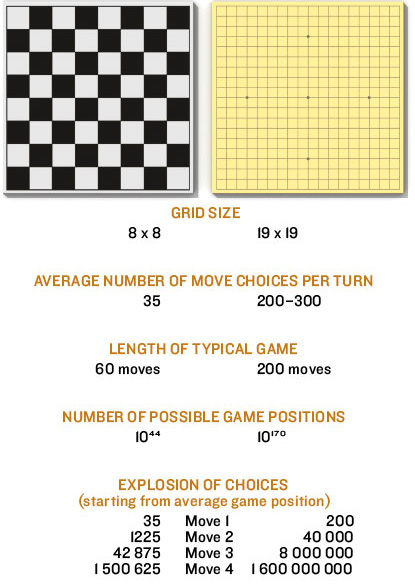 GRID SIZE
8 x 8 19 x 19
AVERAGE NUMBER OF MOVE CHOICES PER TURN
35 200–300
LENGTH OF TYPICAL GAME
60 moves 200 moves
NUMBER OF POSSIBLE GAME POSITIONS
10⁴⁴ 10¹⁷⁰
EXPLOSION OF CHOICES
(starting from average game position)
35 Move 1 200
1225 Move 2 40 000
42 875 Move 3 8 000 000
1 500 625 Move 4 1 600 000 000